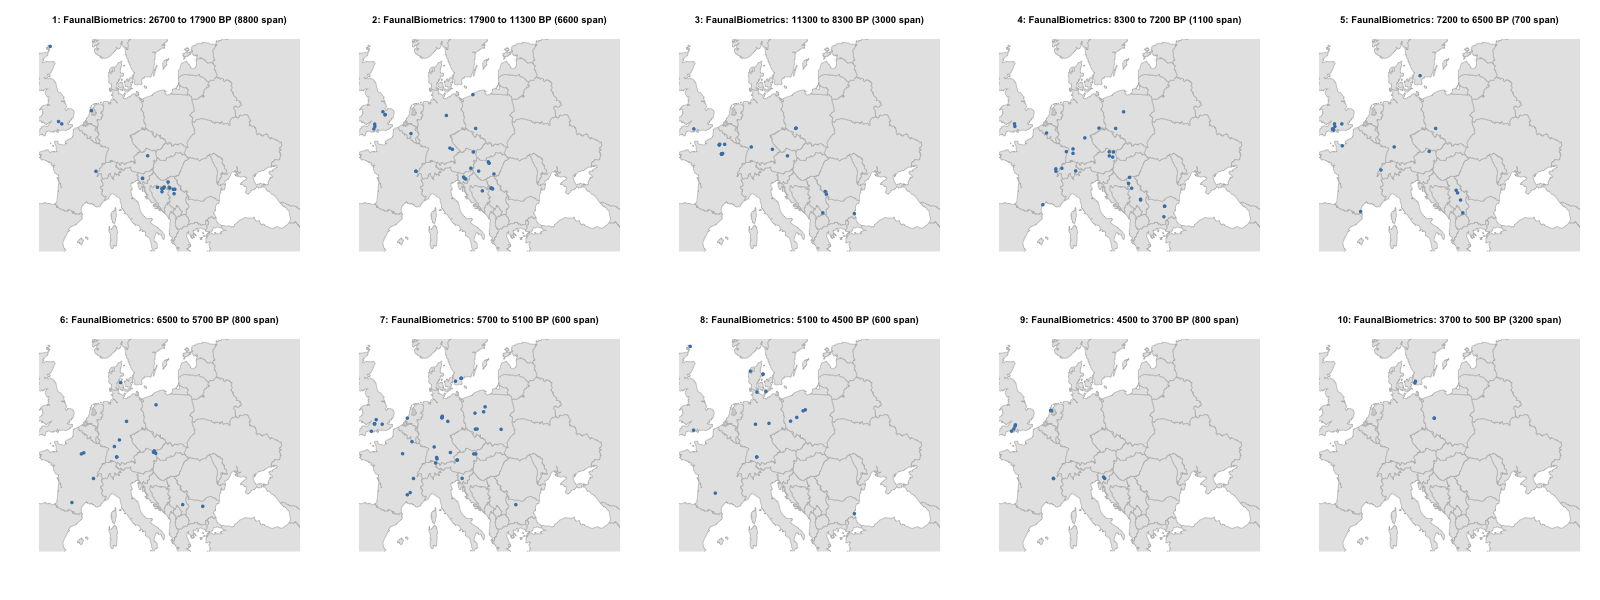 1: FaunalBiometrics: 26700 to 17900 BP (8800 span)
2: FaunalBiometrics: 17900 to 11300 BP (6600 span)
3: FaunalBiometrics: 11300 to 8300 BP (3000 span)
4: FaunalBiometrics: 8300 to 7200 BP (1100 span)
5: FaunalBiometrics: 7200 to 6500 BP (700 span)
6: FaunalBiometrics: 6500 to 5700 BP (800 span)
7: FaunalBiometrics: 5700 to 5100 BP (600 span)
8: FaunalBiometrics: 5100 to 4500 BP (600 span)
9: FaunalBiometrics: 4500 to 3700 BP (800 span)
10: FaunalBiometrics: 3700 to 500 BP (3200 span)